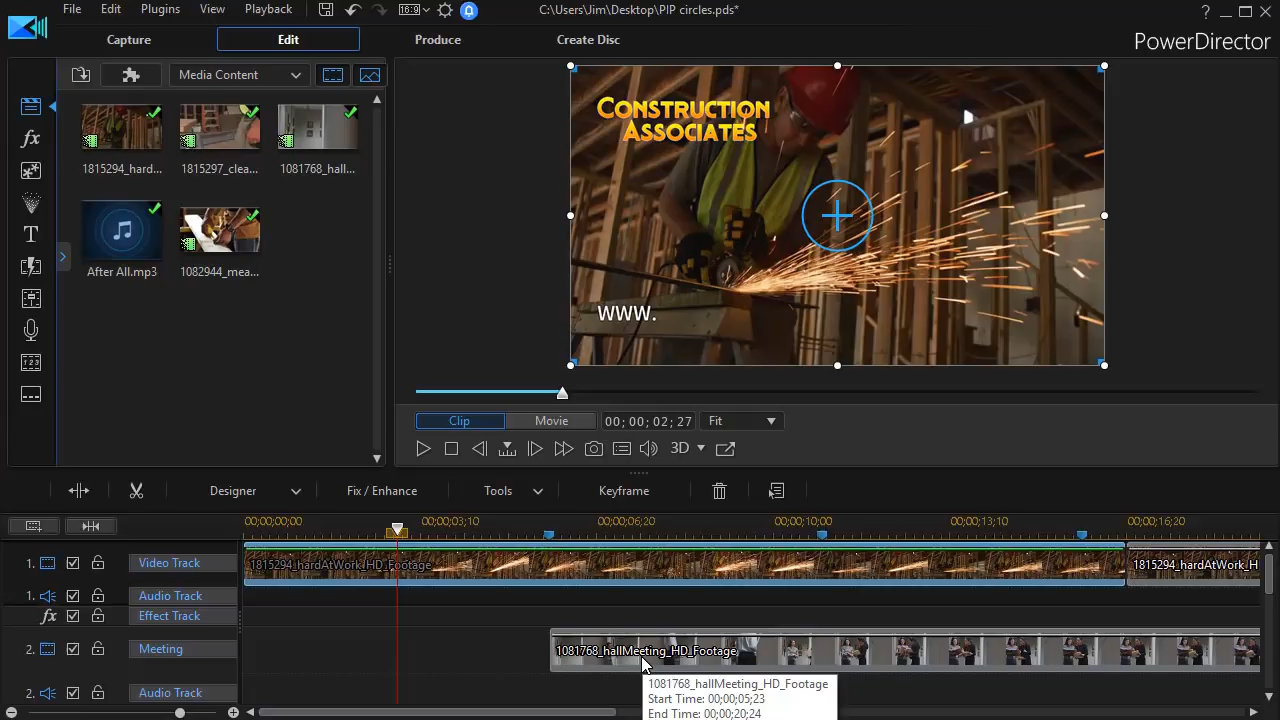 File Edit Plugins View Playback 16:9 C:\Users\Jim\Desktop\PIP circles.pds* ?
PowerDirector
Capture Edit Produce Create Disc
Media Content
1815294_hard... 1815297_clea... 1081768_hall...
After All.mp3 1082944_mea...
CONSTRUCTION
ASSOCIATES
www.
Clip Movie 00; 00; 02; 27 Fit
3D
Designer Fix / Enhance Tools Keyframe
00;00;00;00 00;00;03;10 00;00;06;20 00;00;10;00 00;00;13;10 00;00;16;20
1. Video Track 1815294_hardAtWork.HD_Footage 1815294_hardAtWork_H
1. Audio Track
fx Effect Track
2. Meeting 1081768_hallMeeting_HD_Footage
1081768_hallMeeting_HD_Footage
Start Time: 00;00;05;23
End Time: 00;00;20;24
2. Audio Track